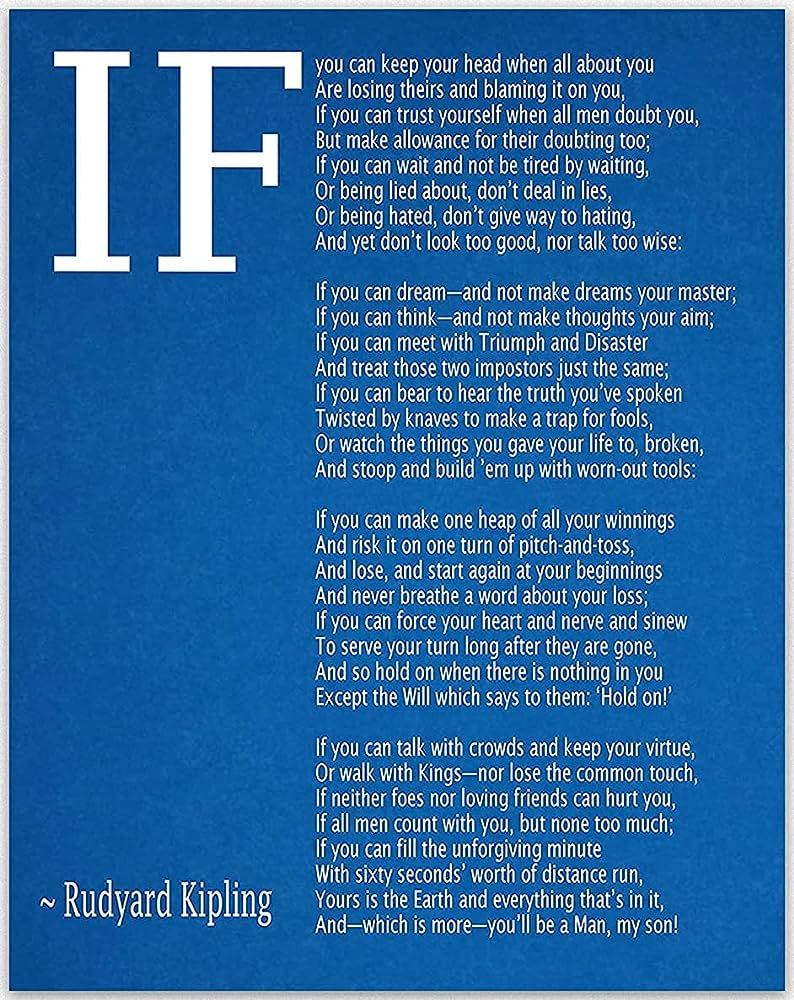 IF you can keep your head when all about you
Are losing theirs and blaming it on you,
If you can trust yourself when all men doubt you,
But make allowance for their doubting too;
If you can wait and not be tired by waiting,
Or being lied about, don’t deal in lies,
Or being hated, don’t give way to hating,
And yet don’t look too good, nor talk too wise:
If you can dream—and not make dreams your master;
If you can think—and not make thoughts your aim;
If you can meet with Triumph and Disaster
And treat those two impostors just the same;
If you can bear to hear the truth you’ve spoken
Twisted by knaves to make a trap for fools,
Or watch the things you gave your life to, broken,
And stoop and build ’em up with worn-out tools:
If you can make one heap of all your winnings
And risk it on one turn of pitch-and-toss,
And lose, and start again at your beginnings
And never breathe a word about your loss;
If you can force your heart and nerve and sinew
To serve your turn long after they are gone,
And so hold on when there is nothing in you
Except the Will which says to them: ‘Hold on!’
If you can talk with crowds and keep your virtue,
Or walk with Kings—nor lose the common touch,
If neither foes nor loving friends can hurt you,
If all men count with you, but none too much;
If you can fill the unforgiving minute
With sixty seconds’ worth of distance run,
Yours is the Earth and everything that’s in it,
And—which is more—you’ll be a Man, my son!
~ Rudyard Kipling